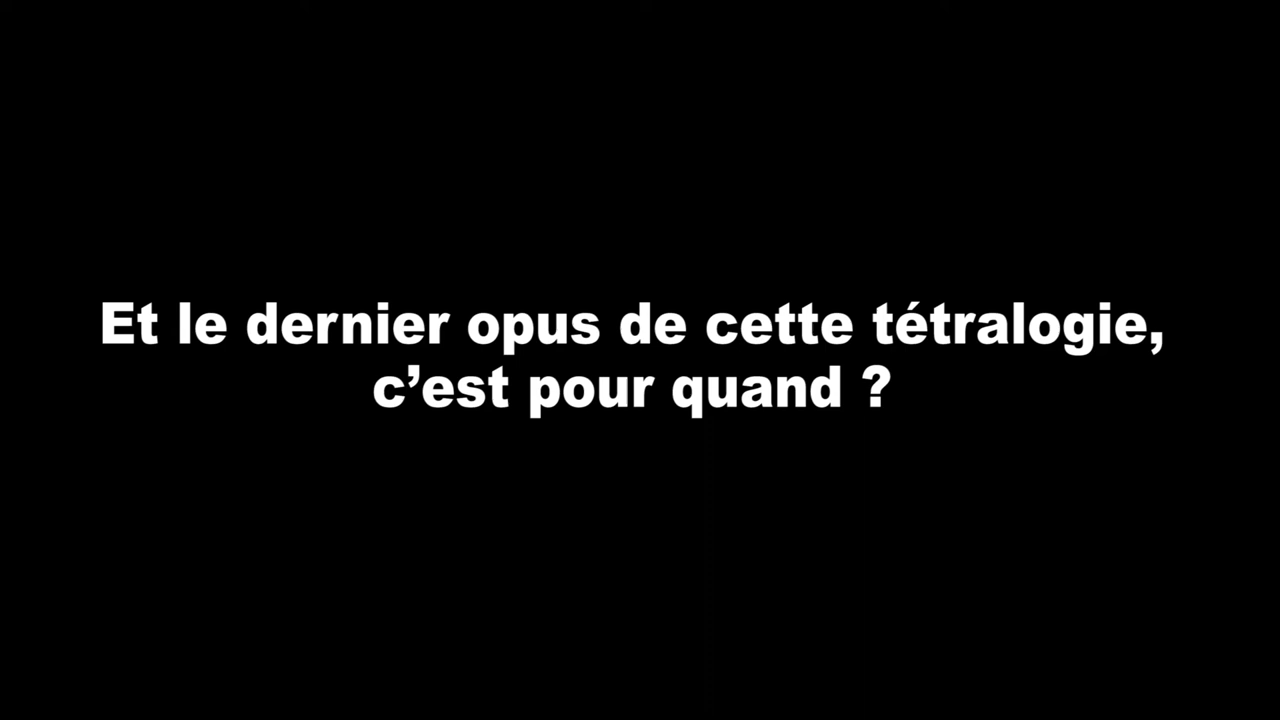 Et le dernier opus de cette tétralogie,
c’est pour quand ?